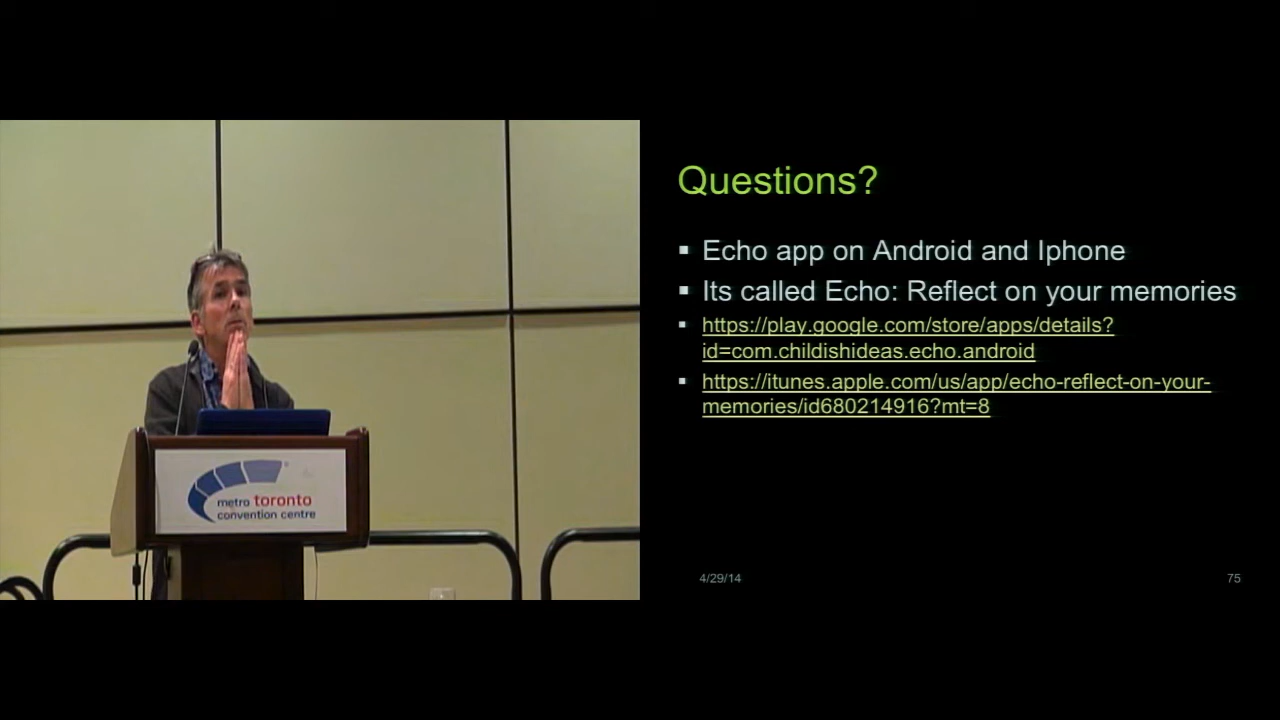 metro toronto
convention centre
Questions?
Echo app on Android and Iphone
Its called Echo: Reflect on your memories
https://play.google.com/store/apps/details?
id=com.childishideas.echo.android
https://itunes.apple.com/us/app/echo-reflect-on-your-
memories/id680214916?mt=8
4/29/14
75